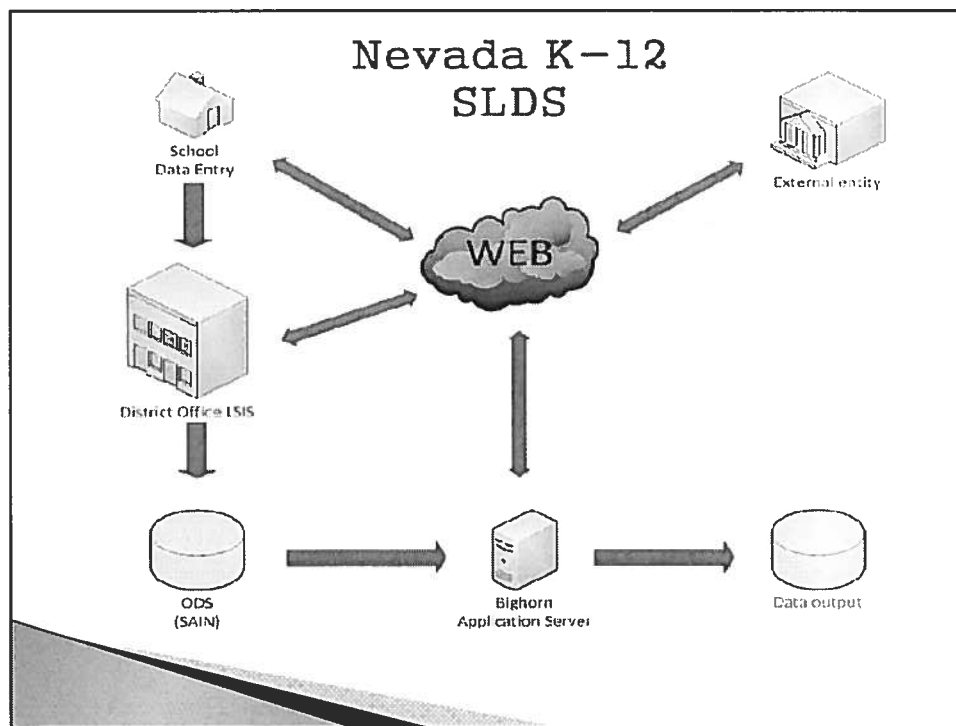 Nevada K-12
SLDS
School
Data Entry
External entity
WEB
District Office LSIS
ODS
(SAIN)
Bighorn
Application Server
Data output